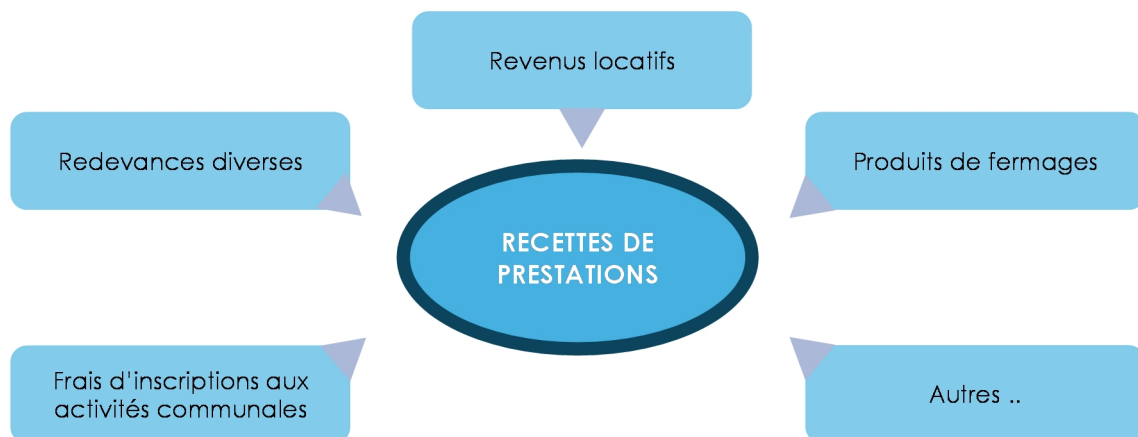 Revenus locatifs
Redevances diverses
Produits de fermages
RECETTES DE
PRESTATIONS
Frais d'inscriptions aux
activités communales
Autres ..